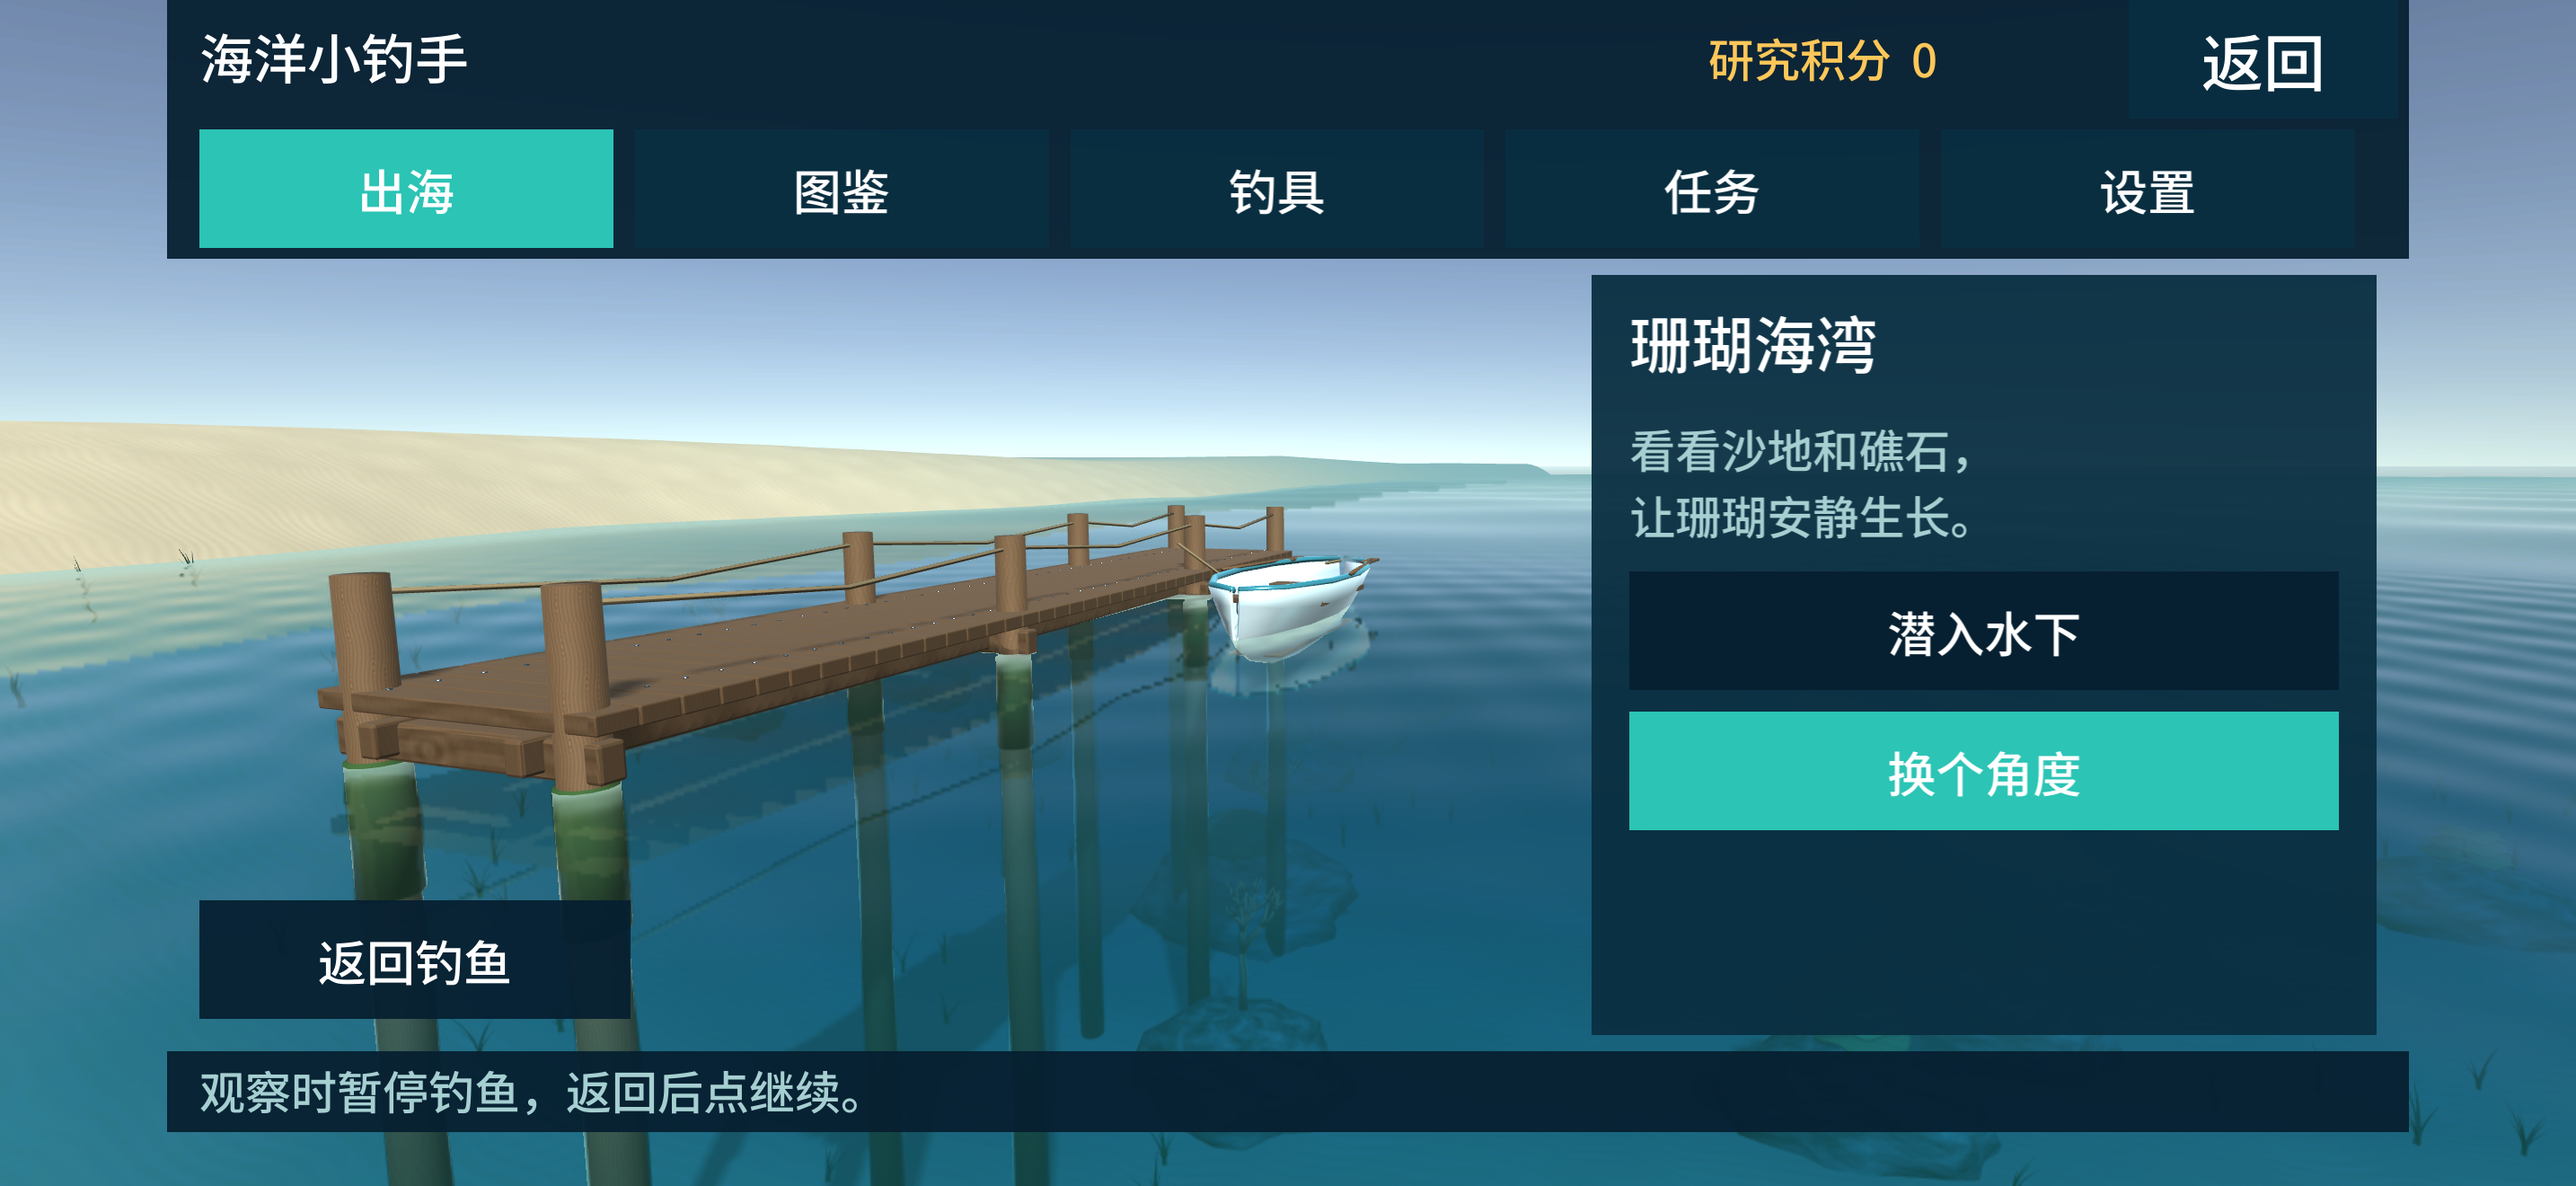 海洋小钓手
研究积分 0
返回
出海
图鉴
钓具
任务
设置
珊瑚海湾
看看沙地和礁石，
让珊瑚安静生长。
潜入水下
换个角度
返回钓鱼
观察时暂停钓鱼，返回后点继续。